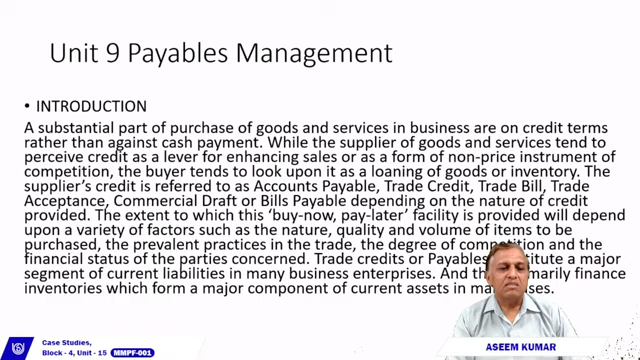 Unit 9 Payables Management
• INTRODUCTION
A substantial part of purchase of goods and services in business are on credit terms
rather than against cash payment. While the supplier of goods and services tend to
perceive credit as a lever for enhancing sales or as a form of non-price instrument of
competition, the buyer tends to look upon it as a loaning of goods or inventory. The
supplier's credit is referred to as Accounts Payable, Trade Credit, Trade Bill, Trade
Acceptance, Commercial Draft or Bills Payable depending on the nature of credit
provided. The extent to which this 'buy-now, pay-later' facility is provided will depend
upon a variety of factors such as the nature, quality and volume of items to be
purchased, the prevalent practices in the trade, the degree of competition and the
financial status of the parties concerned. Trade credits or Payables a major
segment of current liabilities in many business enterprises. And finance
inventories which form a major component of current assets in
Case Studies,
Block - 4, Unit - 15 MMPF-001
ASEEM KUMAR